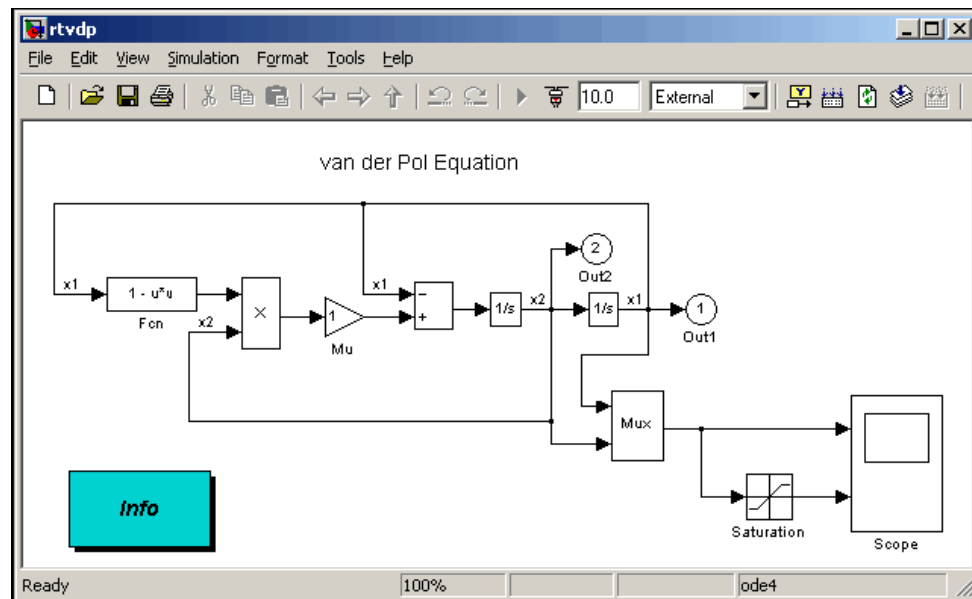 rtvdp
File Edit View Simulation Format Tools Help
10.0 External
van der Pol Equation
x1
1 - u*u
Fcn
x2
×
1
Mu
x1
−
+
1/s
x2
2
Out2
1/s
x1
1
Out1
Mux
Saturation
Scope
Info
Ready 100% ode4